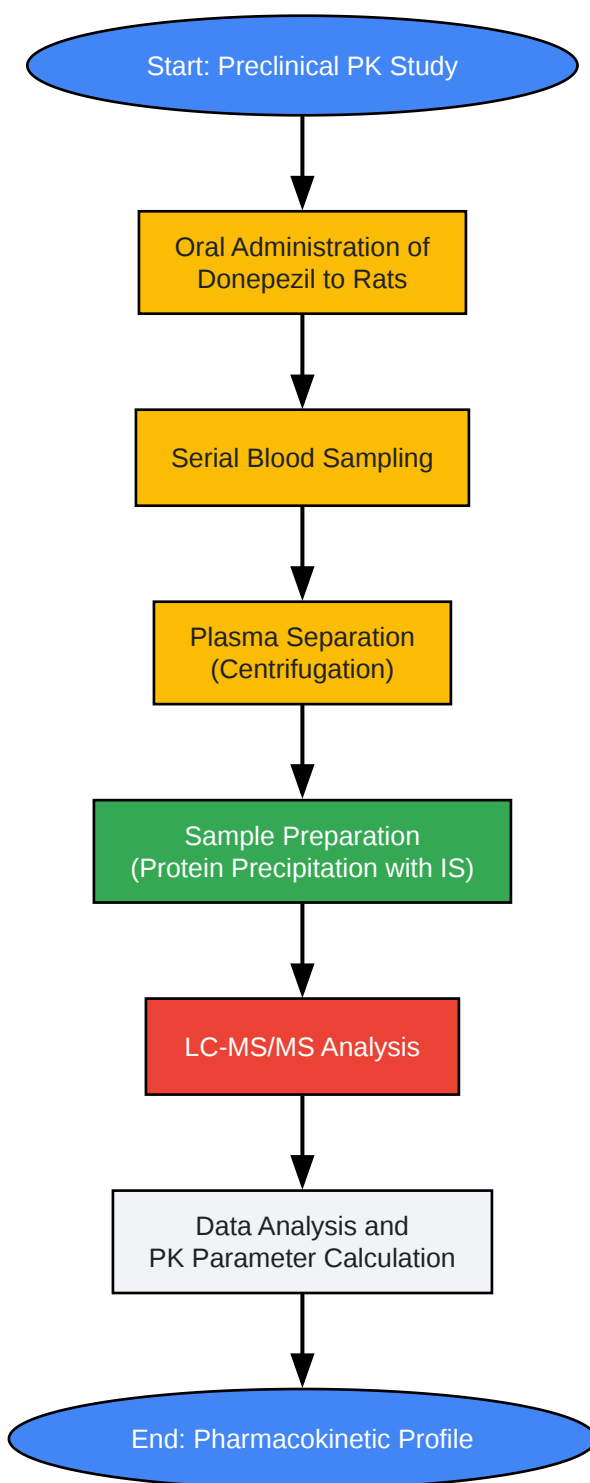 Start: Preclinical PK Study
Oral Administration of
Donepezil to Rats
Serial Blood Sampling
Plasma Separation
(Centrifugation)
Sample Preparation
(Protein Precipitation with IS)
LC-MS/MS Analysis
Data Analysis and
PK Parameter Calculation
End: Pharmacokinetic Profile